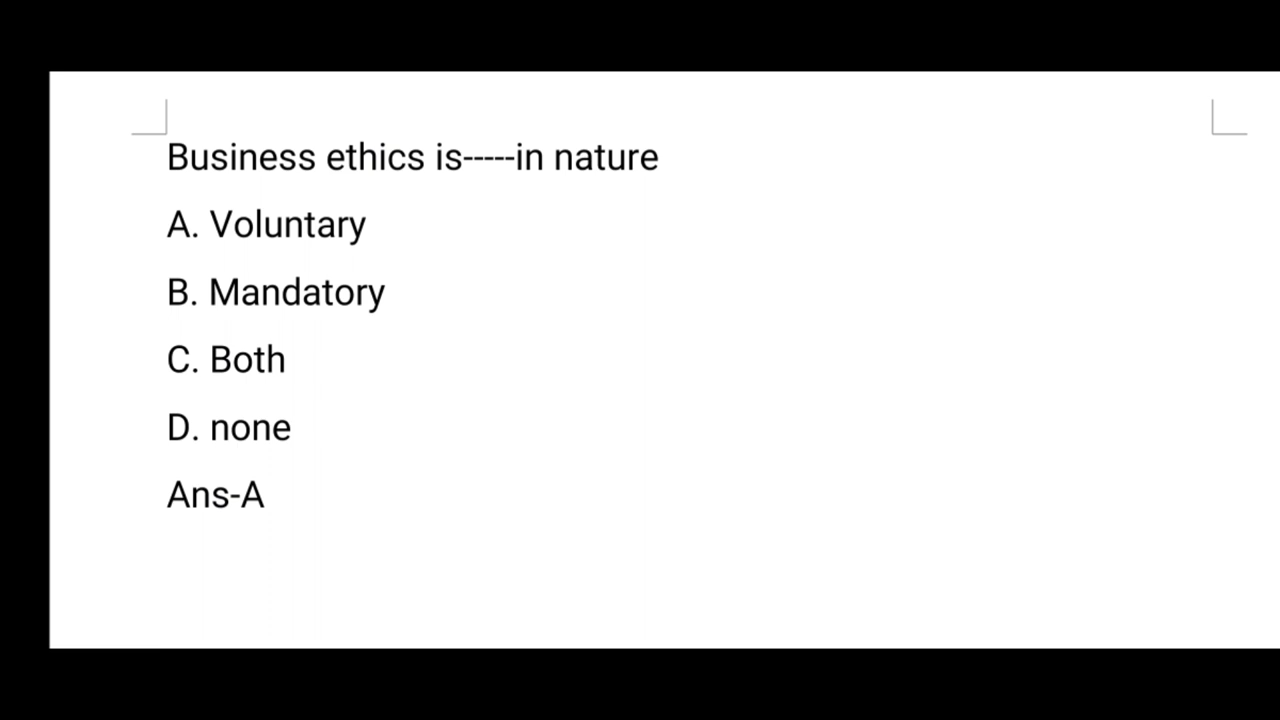 Business ethics is-----in nature
A. Voluntary
B. Mandatory
C. Both
D. none
Ans-A